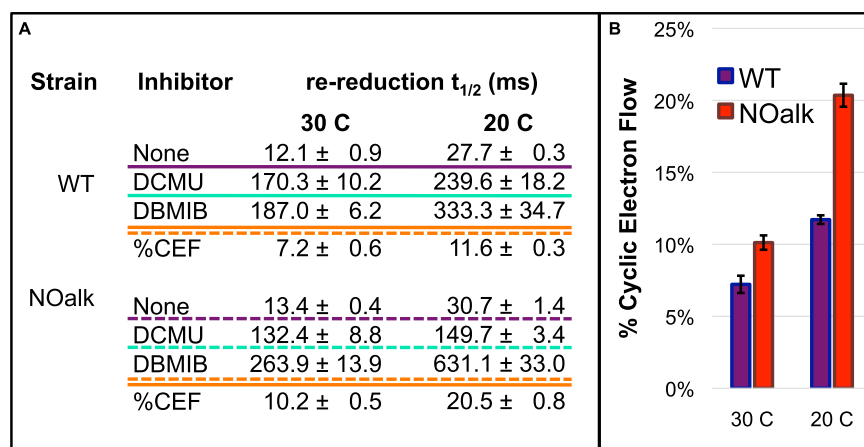 A
Strain Inhibitor re-reduction t1/2 (ms)
30 C 20 C
None 12.1 ± 0.9 27.7 ± 0.3
WT DCMU 170.3 ± 10.2 239.6 ± 18.2
DBMIB 187.0 ± 6.2 333.3 ± 34.7
%CEF 7.2 ± 0.6 11.6 ± 0.3
NOalk
None 13.4 ± 0.4 30.7 ± 1.4
DCMU 132.4 ± 8.8 149.7 ± 3.4
DBMIB 263.9 ± 13.9 631.1 ± 33.0
%CEF 10.2 ± 0.5 20.5 ± 0.8
B
% Cyclic Electron Flow
25%
20%
15%
10%
5%
0%
WT
NOalk
30 C 20 C